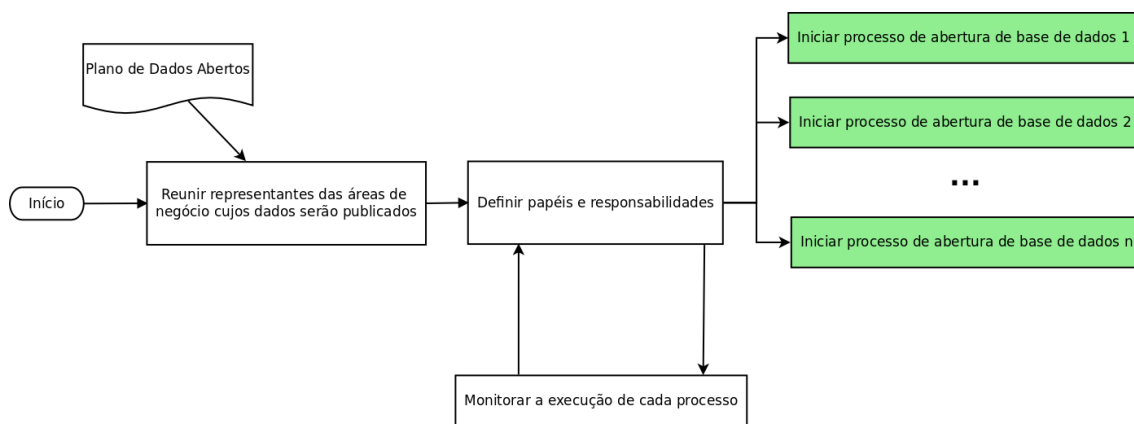 Plano de Dados Abertos
Início
Reunir representantes das áreas de
negócio cujos dados serão publicados
Definir papéis e responsabilidades
Iniciar processo de abertura de base de dados 1
Iniciar processo de abertura de base de dados 2
...
Iniciar processo de abertura de base de dados n
Monitorar a execução de cada processo